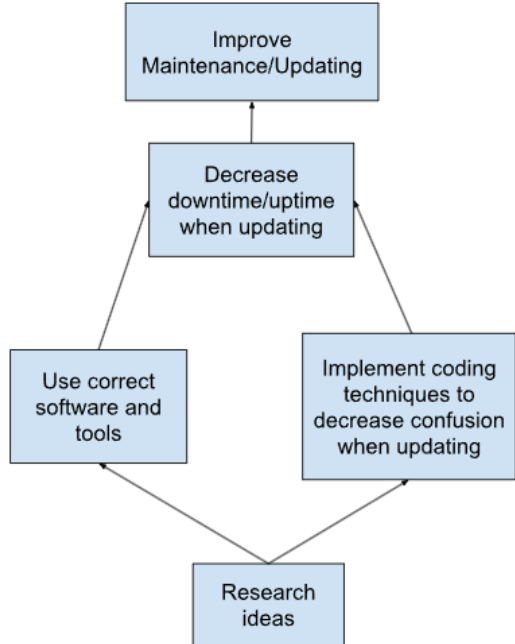 Improve
Maintenance/Updating
Decrease
downtime/uptime
when updating
Use correct
software and
tools
Implement coding
techniques to
decrease confusion
when updating
Research
ideas